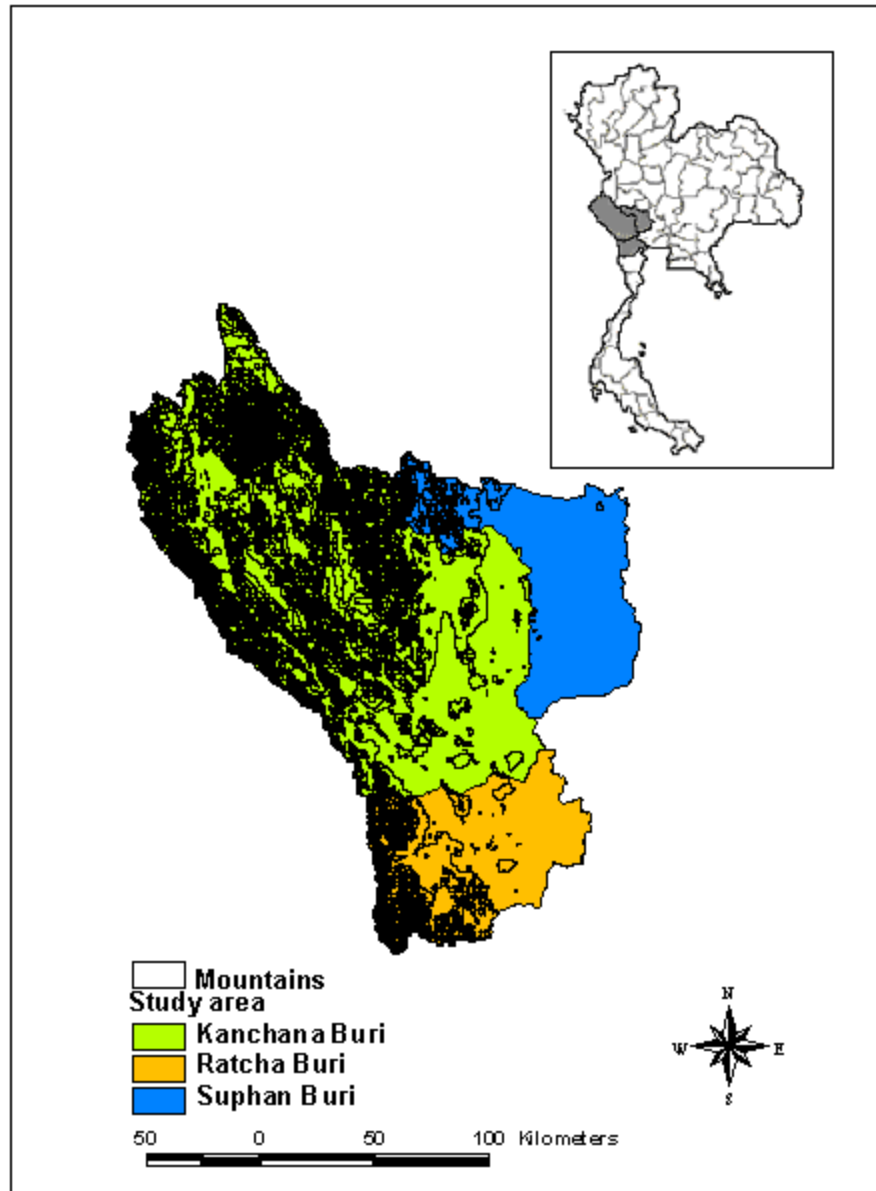 Mountains
Study area
Kanchana Buri
Ratcha Buri
Suphan Buri
N
W E
S
50 0 50 100 Kilometers